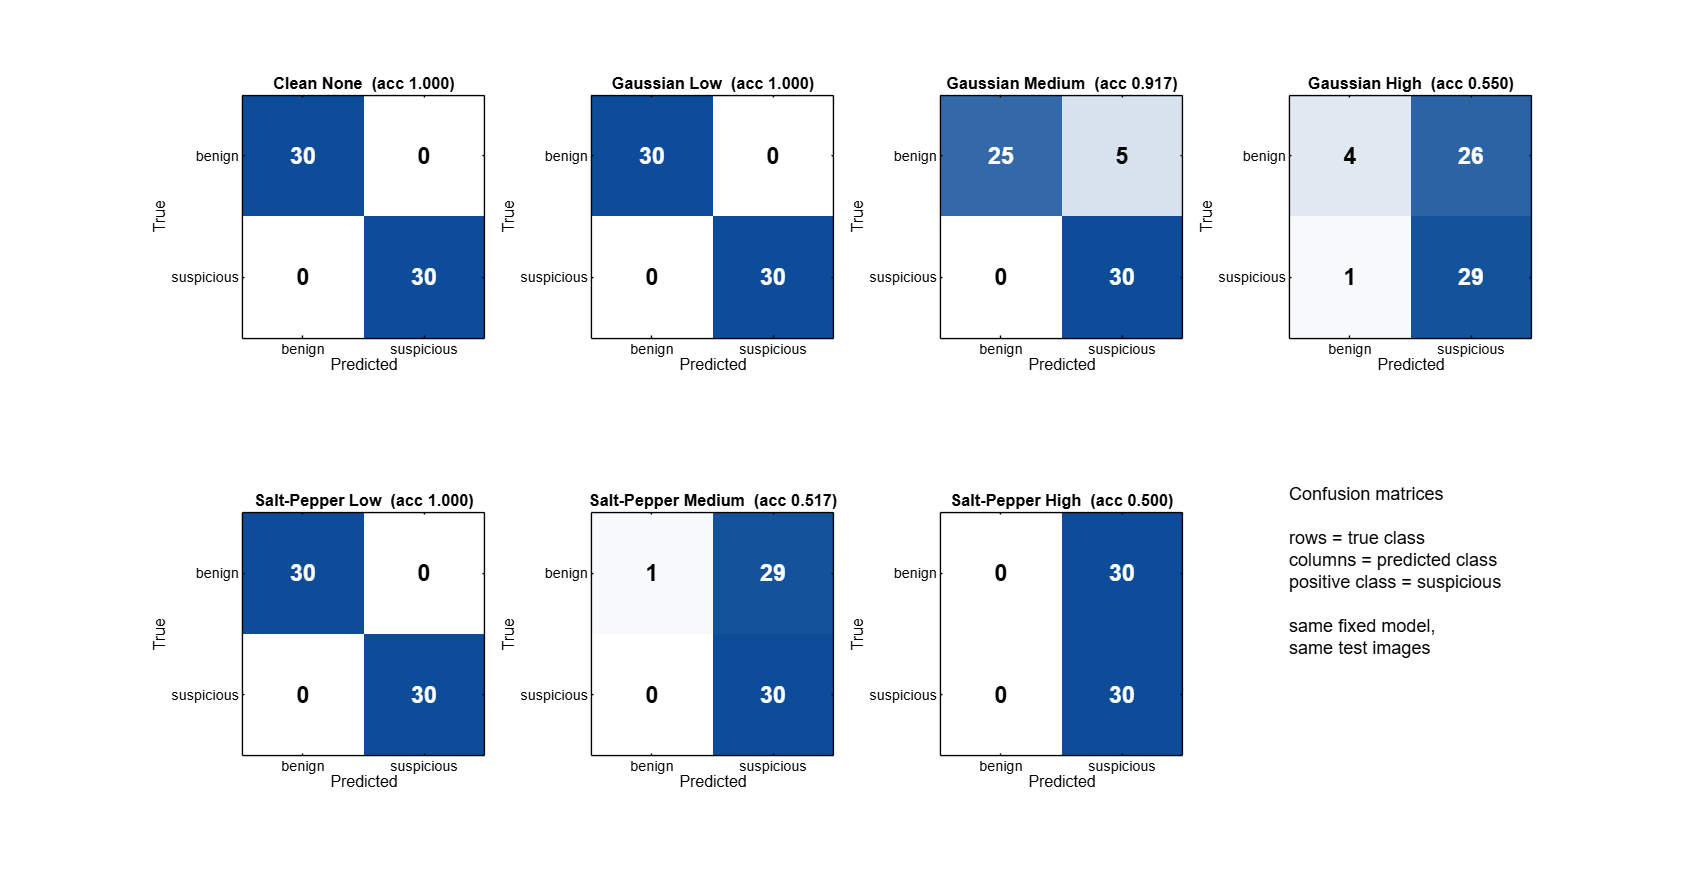 Clean None  (acc 1.000)
benign 30 0
True
suspicious 0 30
benign suspicious
Predicted
Gaussian Low  (acc 1.000)
benign 30 0
True
suspicious 0 30
benign suspicious
Predicted
Gaussian Medium  (acc 0.917)
benign 25 5
True
suspicious 0 30
benign suspicious
Predicted
Gaussian High  (acc 0.550)
benign 4 26
True
suspicious 1 29
benign suspicious
Predicted
Salt-Pepper Low  (acc 1.000)
benign 30 0
True
suspicious 0 30
benign suspicious
Predicted
Salt-Pepper Medium  (acc 0.517)
benign 1 29
True
suspicious 0 30
benign suspicious
Predicted
Salt-Pepper High  (acc 0.500)
benign 0 30
True
suspicious 0 30
benign suspicious
Predicted
Confusion matrices
rows = true class
columns = predicted class
positive class = suspicious
same fixed model,
same test images